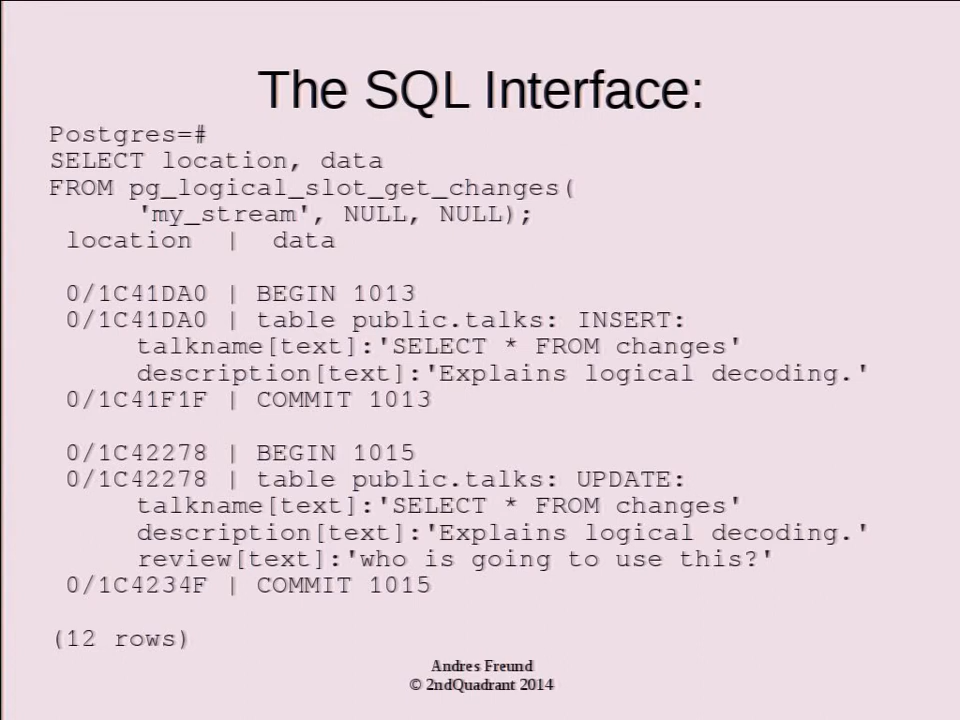 The SQL Interface:
Postgres=#
SELECT location, data
FROM pg_logical_slot_get_changes(
'my_stream', NULL, NULL);
location | data
0/1C41DA0 | BEGIN 1013
0/1C41DA0 | table public.talks: INSERT:
talkname[text]:'SELECT * FROM changes'
description[text]:'Explains logical decoding.'
0/1C41F1F | COMMIT 1013
0/1C42278 | BEGIN 1015
0/1C42278 | table public.talks: UPDATE:
talkname[text]:'SELECT * FROM changes'
description[text]:'Explains logical decoding.'
review[text]:'who is going to use this?'
0/1C4234F | COMMIT 1015
(12 rows)
Andres Freund
© 2ndQuadrant 2014